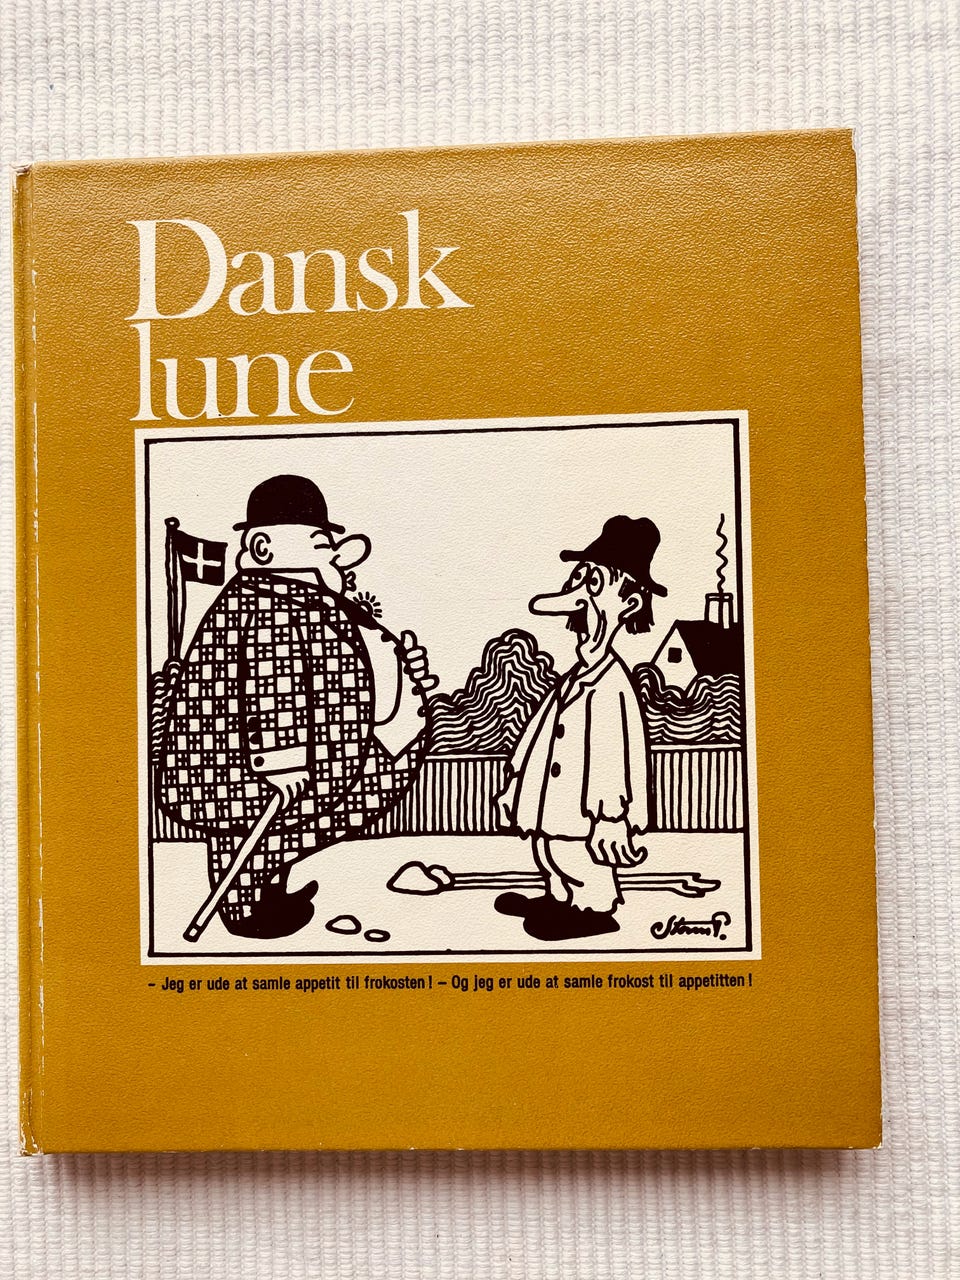 Dansk
lune
Storm P.
– Jeg er ude at samle appetit til frokosten! – Og jeg er ude at samle frokost til appetitten!